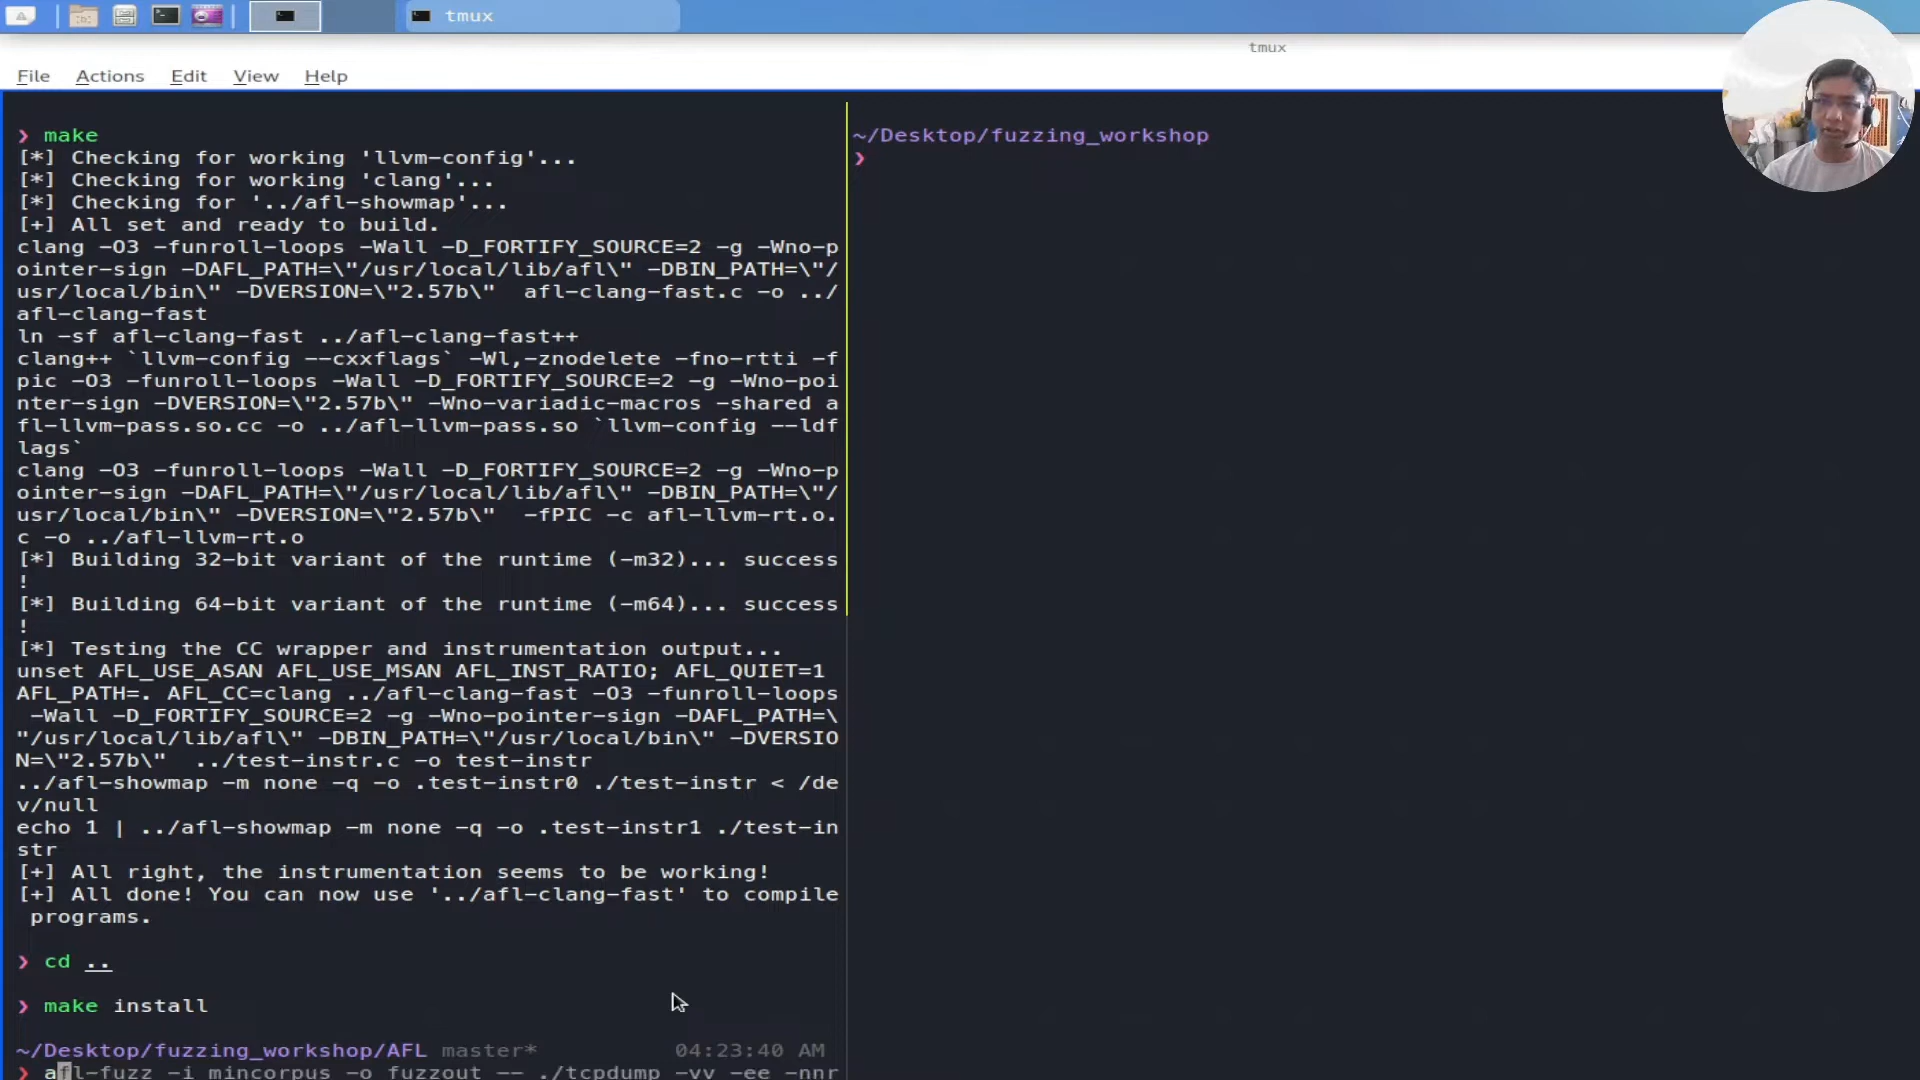 tmux
tmux
File Actions Edit View Help
❯ make
[*] Checking for working 'llvm-config'...
[*] Checking for working 'clang'...
[*] Checking for '../afl-showmap'...
[+] All set and ready to build.
clang -O3 -funroll-loops -Wall -D_FORTIFY_SOURCE=2 -g -Wno-p
ointer-sign -DAFL_PATH=\"/usr/local/lib/afl\" -DBIN_PATH=\"/
usr/local/bin\" -DVERSION=\"2.57b\"  afl-clang-fast.c -o ../
afl-clang-fast
ln -sf afl-clang-fast ../afl-clang-fast++
clang++ `llvm-config --cxxflags` -Wl,-znodelete -fno-rtti -f
pic -O3 -funroll-loops -Wall -D_FORTIFY_SOURCE=2 -g -Wno-poi
nter-sign -DVERSION=\"2.57b\" -Wno-variadic-macros -shared a
fl-llvm-pass.so.cc -o ../afl-llvm-pass.so `llvm-config --ldf
lags`
clang -O3 -funroll-loops -Wall -D_FORTIFY_SOURCE=2 -g -Wno-p
ointer-sign -DAFL_PATH=\"/usr/local/lib/afl\" -DBIN_PATH=\"/
usr/local/bin\" -DVERSION=\"2.57b\"  -fPIC -c afl-llvm-rt.o.
c -o ../afl-llvm-rt.o
[*] Building 32-bit variant of the runtime (-m32)... success
!
[*] Building 64-bit variant of the runtime (-m64)... success
!
[*] Testing the CC wrapper and instrumentation output...
unset AFL_USE_ASAN AFL_USE_MSAN AFL_INST_RATIO; AFL_QUIET=1
AFL_PATH=. AFL_CC=clang ../afl-clang-fast -O3 -funroll-loops
 -Wall -D_FORTIFY_SOURCE=2 -g -Wno-pointer-sign -DAFL_PATH=\
"/usr/local/lib/afl\" -DBIN_PATH=\"/usr/local/bin\" -DVERSIO
N=\"2.57b\"  ../test-instr.c -o test-instr
../afl-showmap -m none -q -o .test-instr0 ./test-instr < /de
v/null
echo 1 | ../afl-showmap -m none -q -o .test-instr1 ./test-in
str
[+] All right, the instrumentation seems to be working!
[+] All done! You can now use '../afl-clang-fast' to compile
 programs.
❯ cd ..
❯ make install
~/Desktop/fuzzing_workshop/AFL master* 04:23:40 AM
❯ afl-fuzz -i mincorpus -o fuzzout -- ./tcpdump -vv -ee -nnr
~/Desktop/fuzzing_workshop
❯